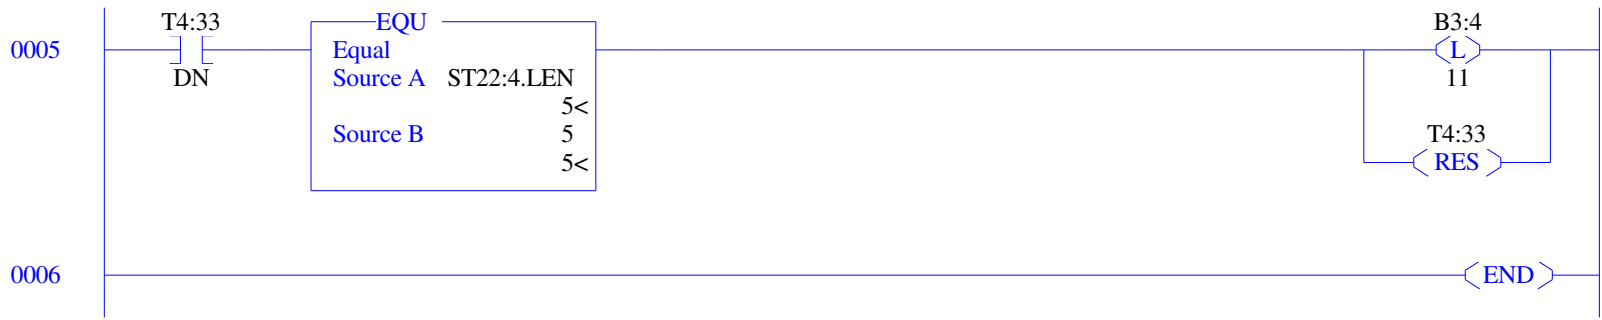 T4:33 EQU B3:4
0005 Equal L
DN Source A ST22:4.LEN 11
5<
Source B 5 T4:33
5< RES
0006 END